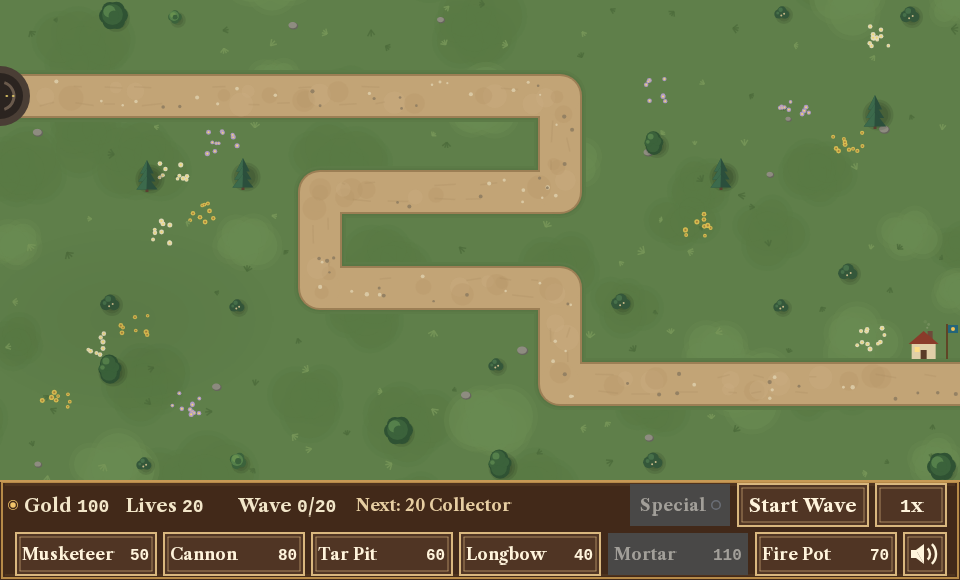 Gold 100 Lives 20 Wave 0/20 Next: 20 Collector Special Start Wave 1x
Musketeer 50 Cannon 80 Tar Pit 60 Longbow 40 Mortar 110 Fire Pot 70